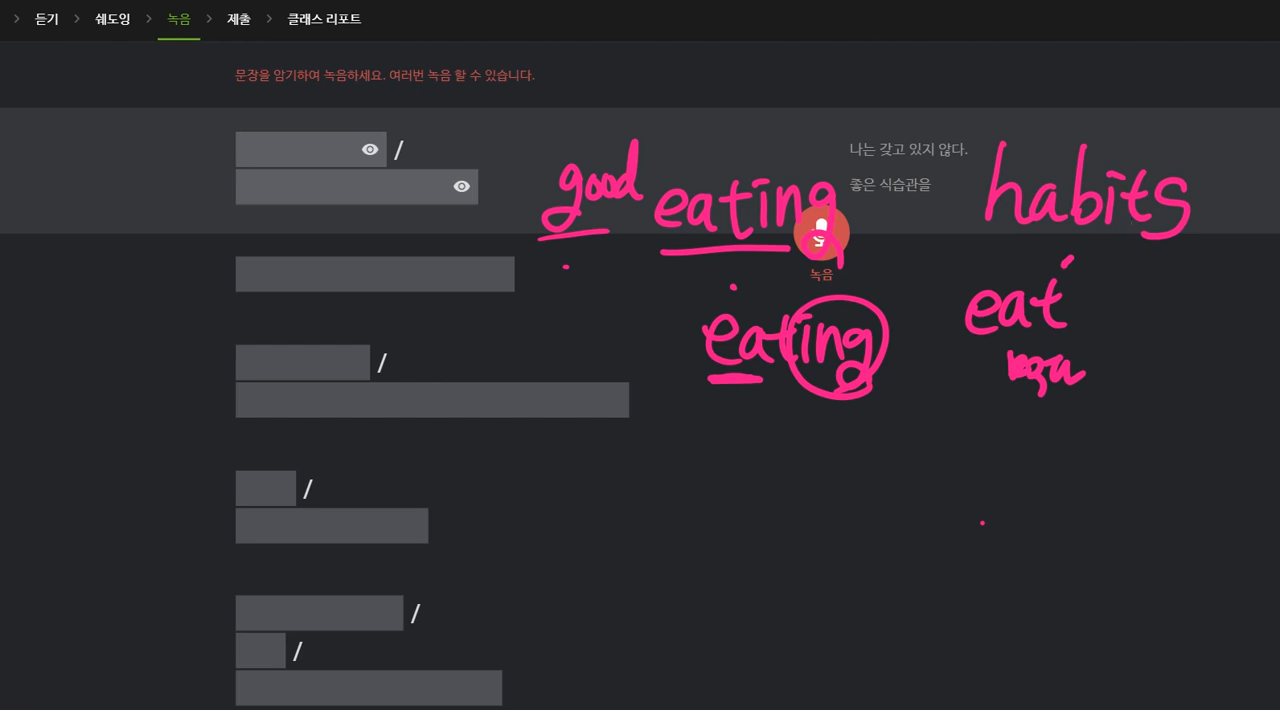 듣기 쉐도잉 녹음 제출 클래스 리포트
문장을 암기하여 녹음하세요. 여러번 녹음 할 수 있습니다.
/ 나는 갖고 있지 않다.
good eating 좋은 식습관을 habits
녹음
eating eat
/
/
/
/